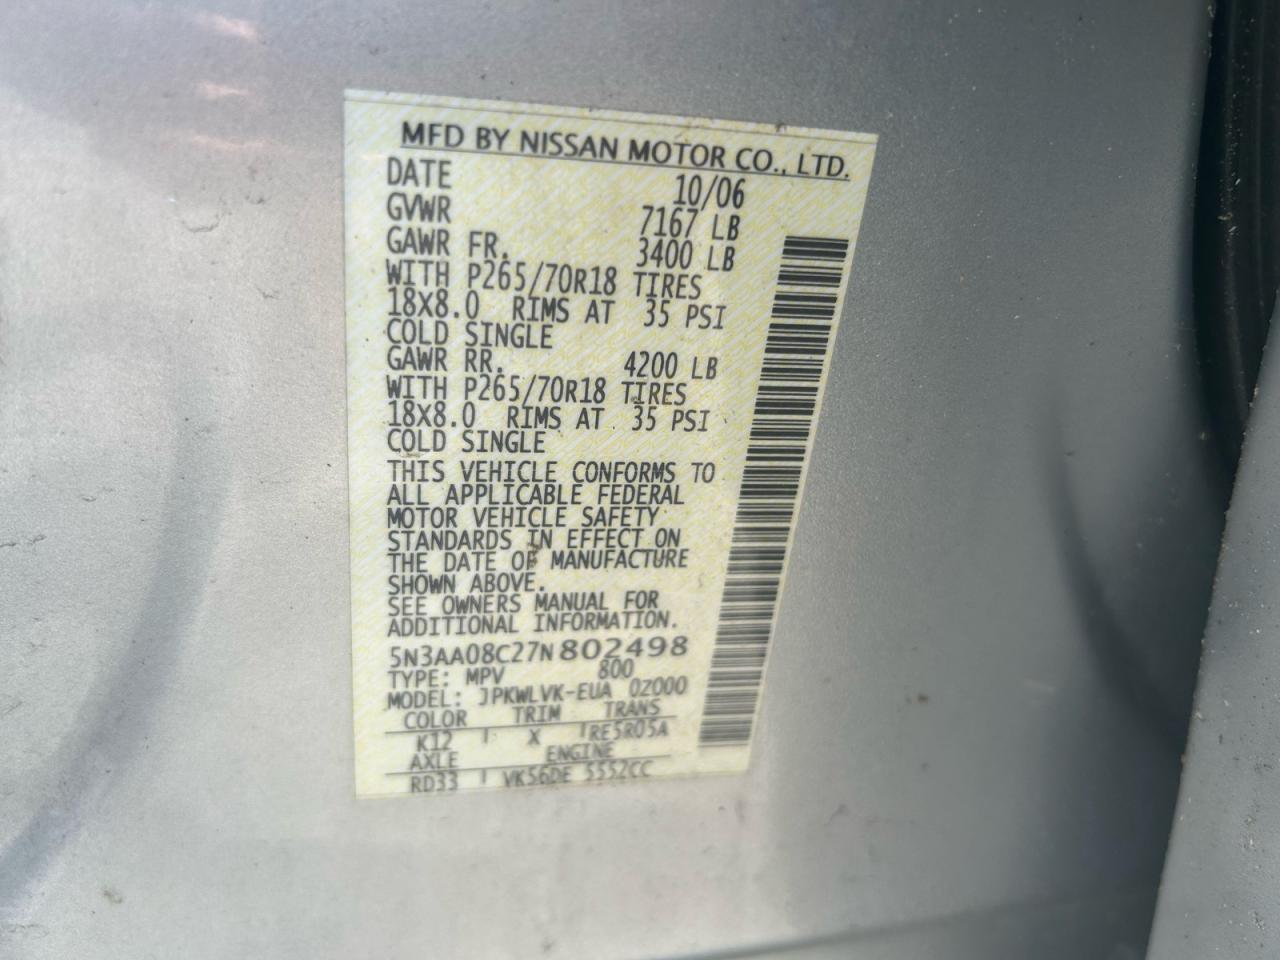 MFD BY NISSAN MOTOR CO., LTD.
DATE 10/06
GVWR 7167 LB
GAWR FR. 3400 LB
WITH P265/70R18 TIRES
18X8.0 RIMS AT 35 PSI
COLD SINGLE
GAWR RR. 4200 LB
WITH P265/70R18 TIRES
18X8.0 RIMS AT 35 PSI
COLD SINGLE
THIS VEHICLE CONFORMS TO
ALL APPLICABLE FEDERAL
MOTOR VEHICLE SAFETY
STANDARDS IN EFFECT ON
THE DATE OF MANUFACTURE
SHOWN ABOVE.
SEE OWNERS MANUAL FOR
ADDITIONAL INFORMATION.
5N3AA08C27N802498
TYPE: MPV 800
MODEL: JPKWLVK-EUA 0Z000
COLOR TRIM TRANS
K12 X RE5R05A
AXLE ENGINE
RD33 VK56DE 5552CC